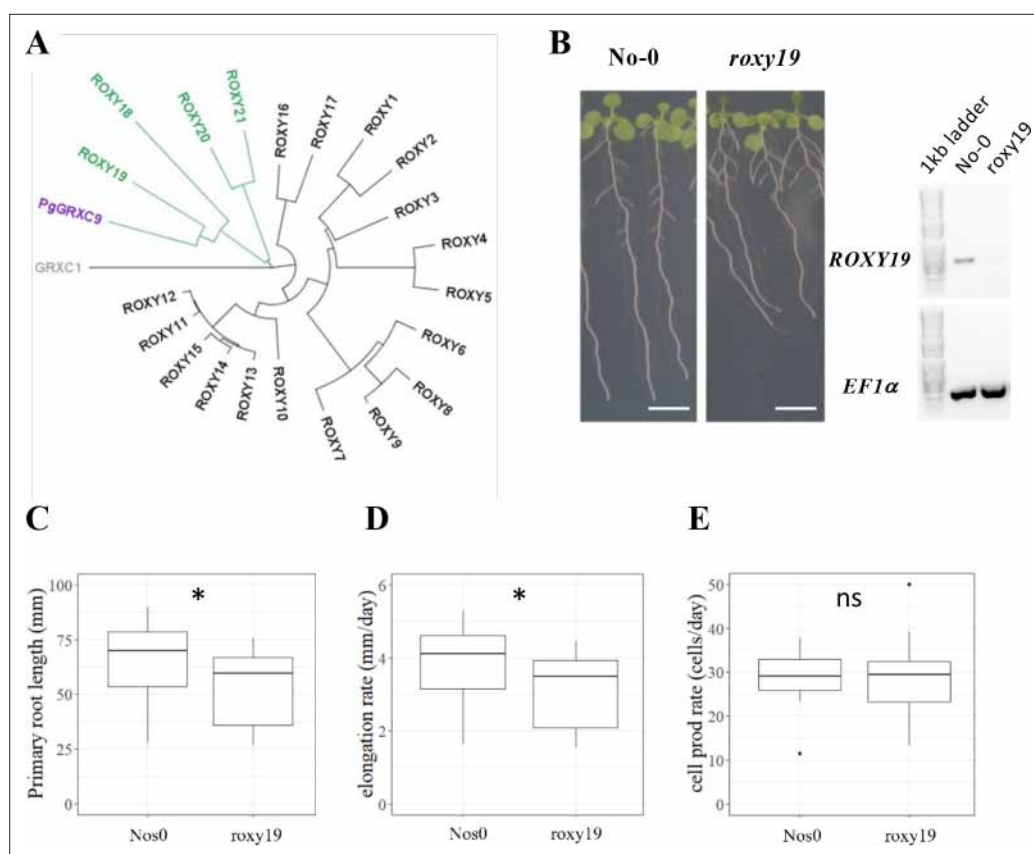 A
ROXY18
ROXY20
ROXY21
ROXY16
ROXY17
ROXY1
ROXY2
ROXY3
ROXY4
ROXY5
ROXY6
ROXY8
ROXY9
ROXY7
ROXY10
ROXY13
ROXY14
ROXY15
ROXY11
ROXY12
GRXC1
PgGRXC9
ROXY19
B
No-0
roxy19
1kb ladder
No-0
roxy19
ROXY19
EF1α
C
Primary root length (mm)
100
75
50
25
0
*
Nos0
roxy19
D
elongation rate (mm/day)
6
4
2
0
*
Nos0
roxy19
E
cell prod rate (cells/day)
50
40
30
20
10
0
ns
Nos0
roxy19